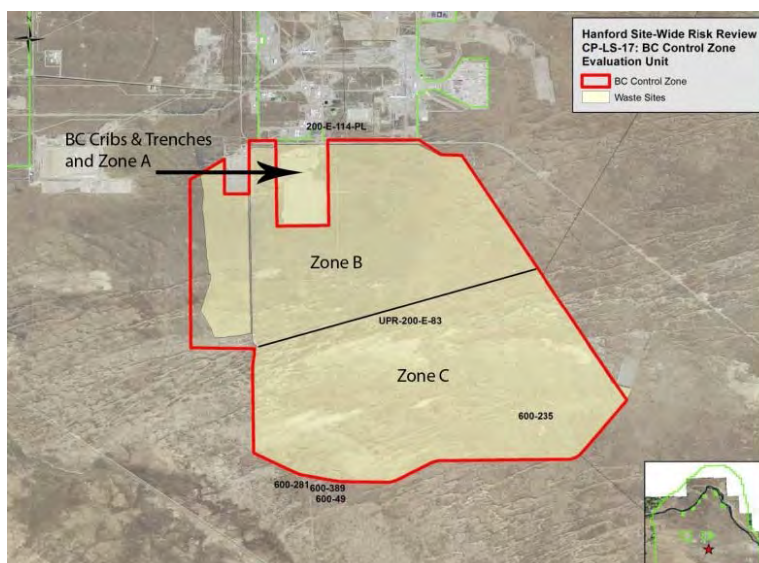 Hanford Site-Wide Risk Review
CP-LS-17: BC Control Zone
Evaluation Unit
BC Control Zone
Waste Sites
200-E-114-PL
BC Cribs & Trenches
and Zone A
Zone B
UPR-200-E-83
Zone C
600-235
600-281
600-389
600-49